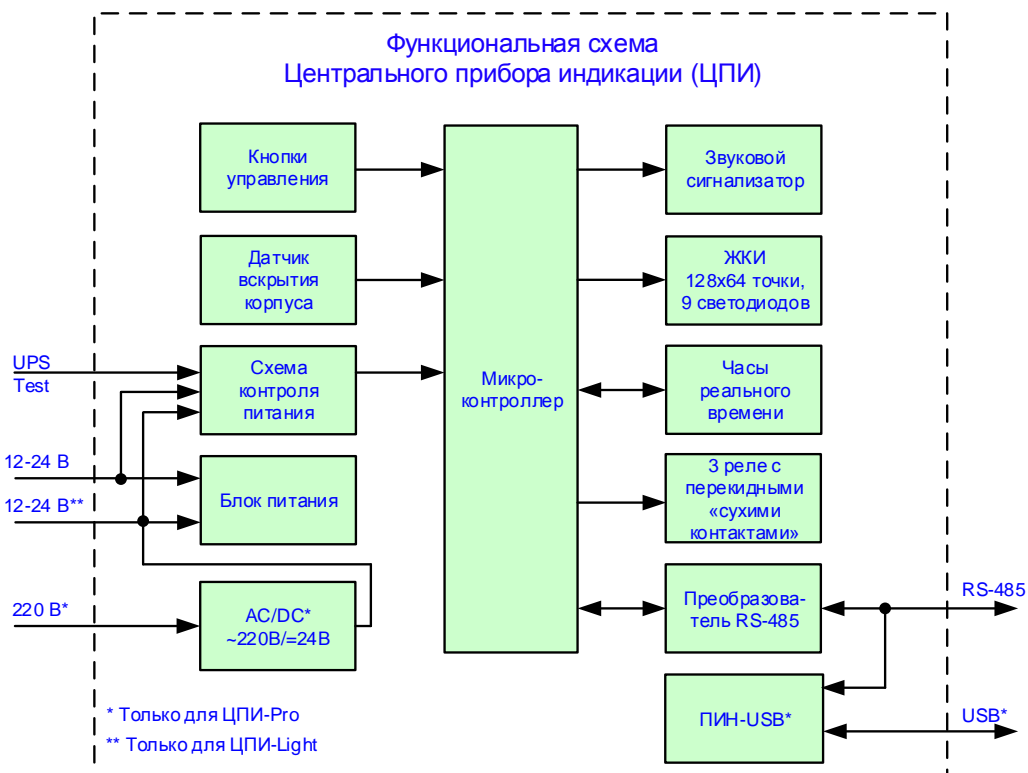 Функциональная схема
Центрального прибора индикации (ЦПИ)
Кнопки
управления
Звуковой
сигнализатор
Датчик
вскрытия
корпуса
ЖКИ
128x64 точки,
9 светодиодов
UPS
Test
Схема
контроля
питания
Микро-
контроллер
Часы
реального
времени
12-24 В
12-24 В**
Блок питания
3 реле с
перекидными
«сухими
контактами»
220 В*
AC/DC*
~220В/=24В
Преобразова-
тель RS-485
RS-485
ПИН-USB*
USB*
* Только для ЦПИ-Pro
** Только для ЦПИ-Light